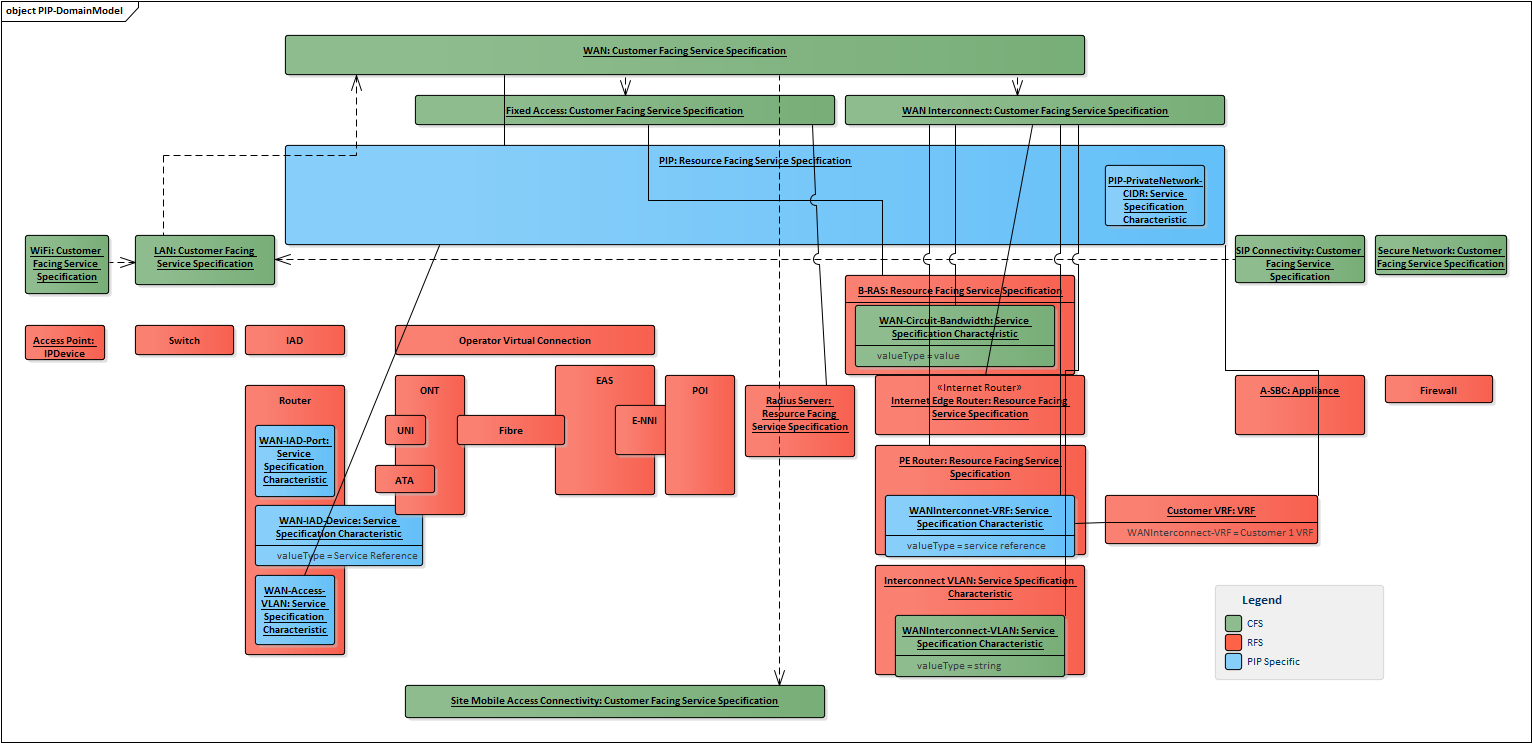 object PIP-DomainModel
WAN: Customer Facing Service Specification
Fixed Access: Customer Facing Service Specification
WAN Interconnect: Customer Facing Service Specification
PIP: Resource Facing Service Specification
PIP-PrivateNetwork-
CIDR: Service
Specification
Characteristic
WiFi: Customer
Facing Service
Specification
LAN: Customer Facing
Service Specification
SIP Connectivity: Customer
Facing Service
Specification
Secure Network: Customer
Facing Service Specification
B-RAS: Resource Facing Service Specification
WAN-Circuit-Bandwidth: Service
Specification Characteristic
valueType = value
Access Point:
IPDevice
Switch
IAD
Operator Virtual Connection
Router
WAN-IAD-Port:
Service
Specification
Characteristic
WAN-IAD-Device: Service
Specification Characteristic
valueType = Service Reference
WAN-Access-
VLAN: Service
Specification
Characteristic
ONT
UNI
ATA
Fibre
EAS
E-NNI
POI
Radius Server:
Resource Facing
Service Specification
«Internet Router»
Internet Edge Router: Resource Facing
Service Specification
A-SBC: Appliance
Firewall
PE Router: Resource Facing Service
Specification
WANInterconnet-VRF: Service
Specification Characteristic
valueType = service reference
Customer VRF: VRF
WANInterconnect-VRF = Customer 1 VRF
Interconnect VLAN: Service Specification
Characteristic
WANInterconnect-VLAN: Service
Specification Characteristic
valueType = string
Legend
CFS
RFS
PIP Specific
Site Mobile Access Connectivity: Customer Facing Service Specification